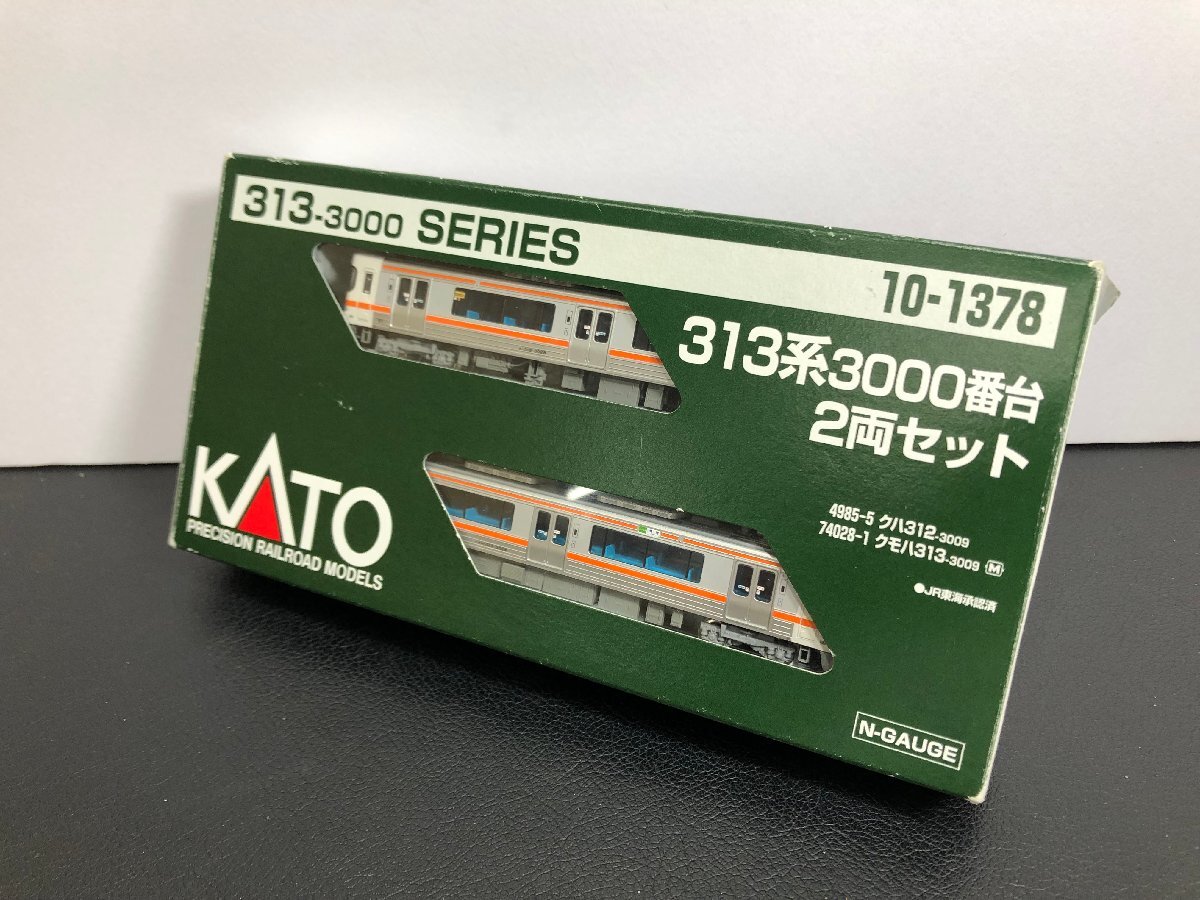 313-3000 SERIES
10-1378
313系3000番台
2両セット
KATO
PRECISION RAILROAD MODELS
4985-5 クハ312-3009
74028-1 クモハ313-3009 M
●JR東海承認済
N-GAUGE